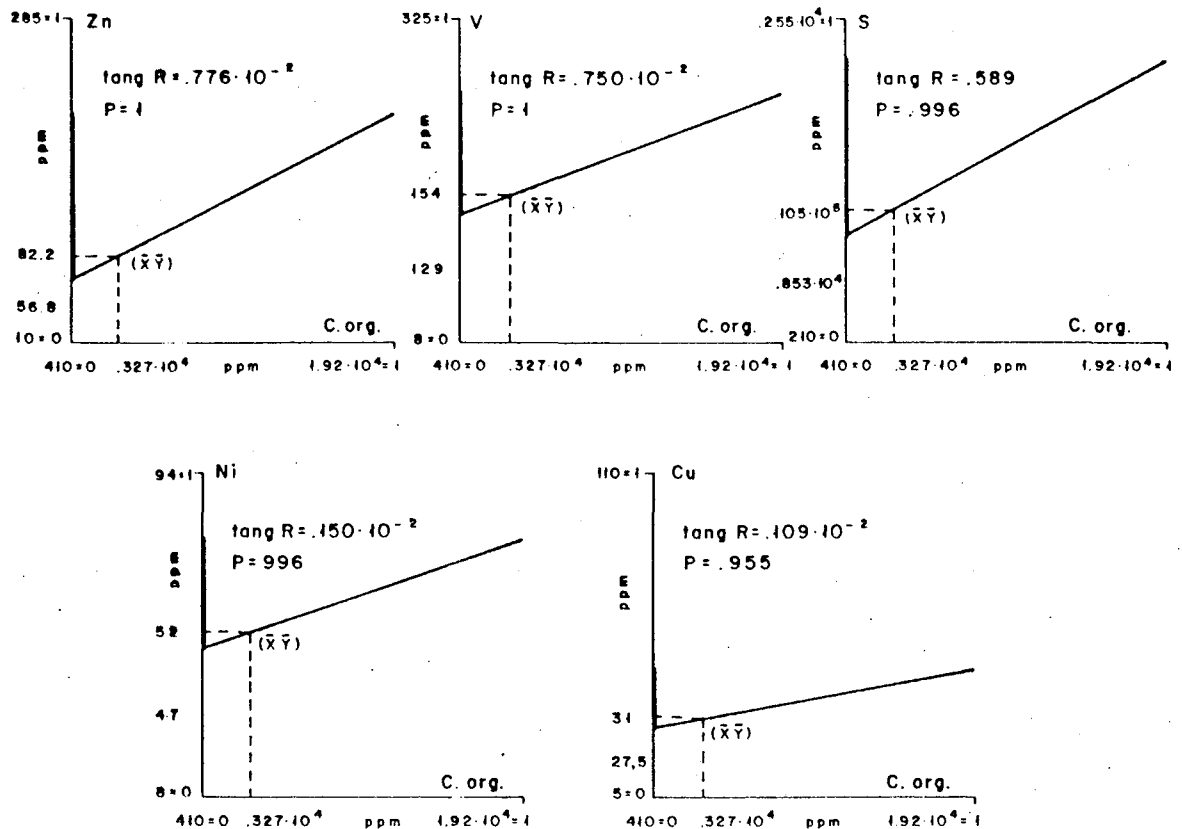 285=1 Zn
tang R=.776·10⁻²
P=1
ppm
82.2
(X̄ Ȳ)
56.8
C.org.
10=0
410=0 .327·10⁴ ppm 1.92·10⁴=1
325=1 V
tang R=.750·10⁻²
P=1
ppm
154
(X̄ Ȳ)
129
C.org.
8=0
410=0 .327·10⁴ ppm 1.92·10⁴=1
.255·10⁴=1 S
tang R=.589
P=.996
.105·10⁵
(X̄ Ȳ)
.853·10⁴
C.org.
210=0
410=0 .327·10⁴ ppm 1.92·10⁴=1
94=1 Ni
tang R=.150·10⁻²
P=996
ppm
52
(X̄ Ȳ)
4.7
C.org.
8=0
410=0 .327·10⁴ ppm 1.92·10⁴=1
110=1 Cu
tang R=.109·10⁻²
P=.955
ppm
31
(X̄ Ȳ)
27,5
C.org.
5=0
410=0 .327·10⁴ ppm 1.92·10⁴=1